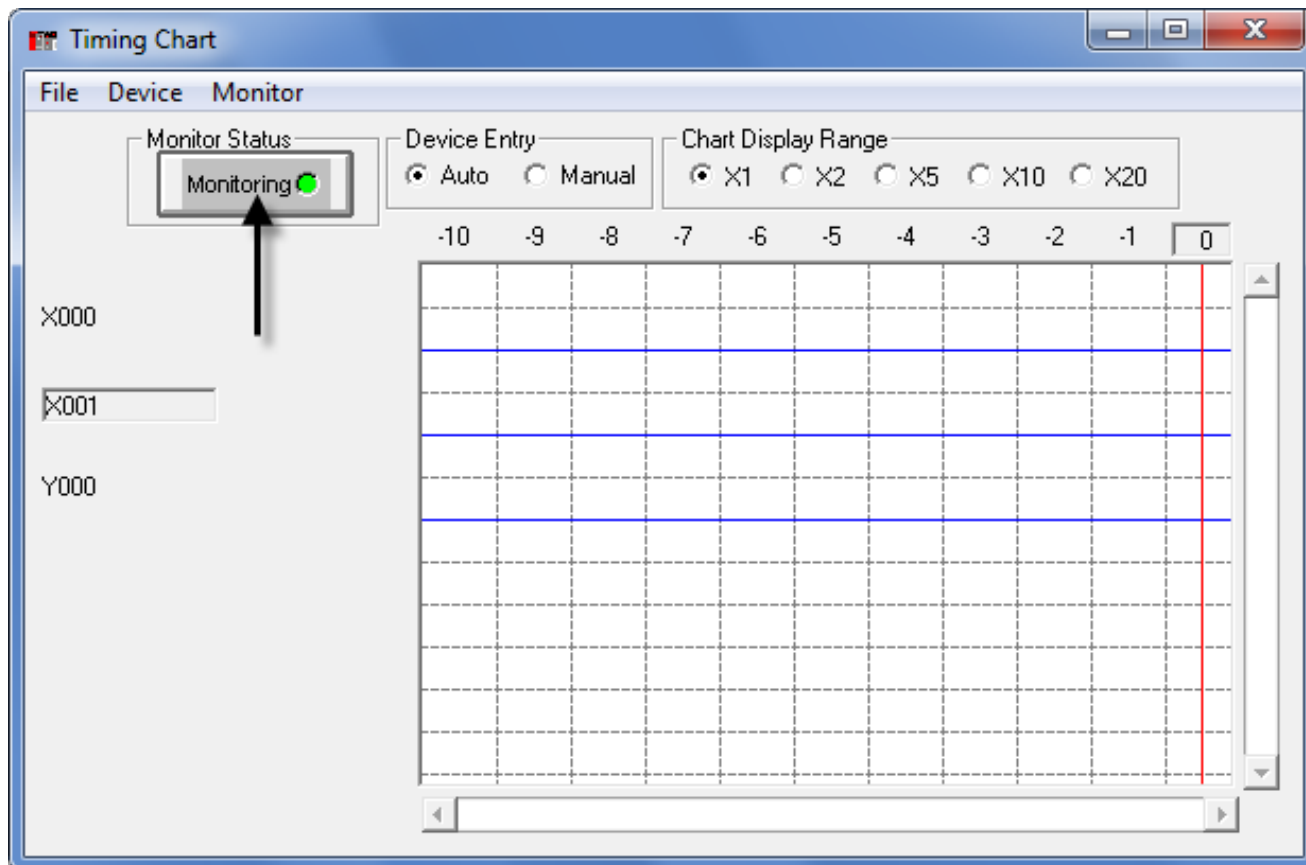 Timing Chart
File Device Monitor
Monitor Status Device Entry Chart Display Range
Monitoring Auto Manual X1 X2 X5 X10 X20
-10 -9 -8 -7 -6 -5 -4 -3 -2 -1 0
X000
X001
Y000